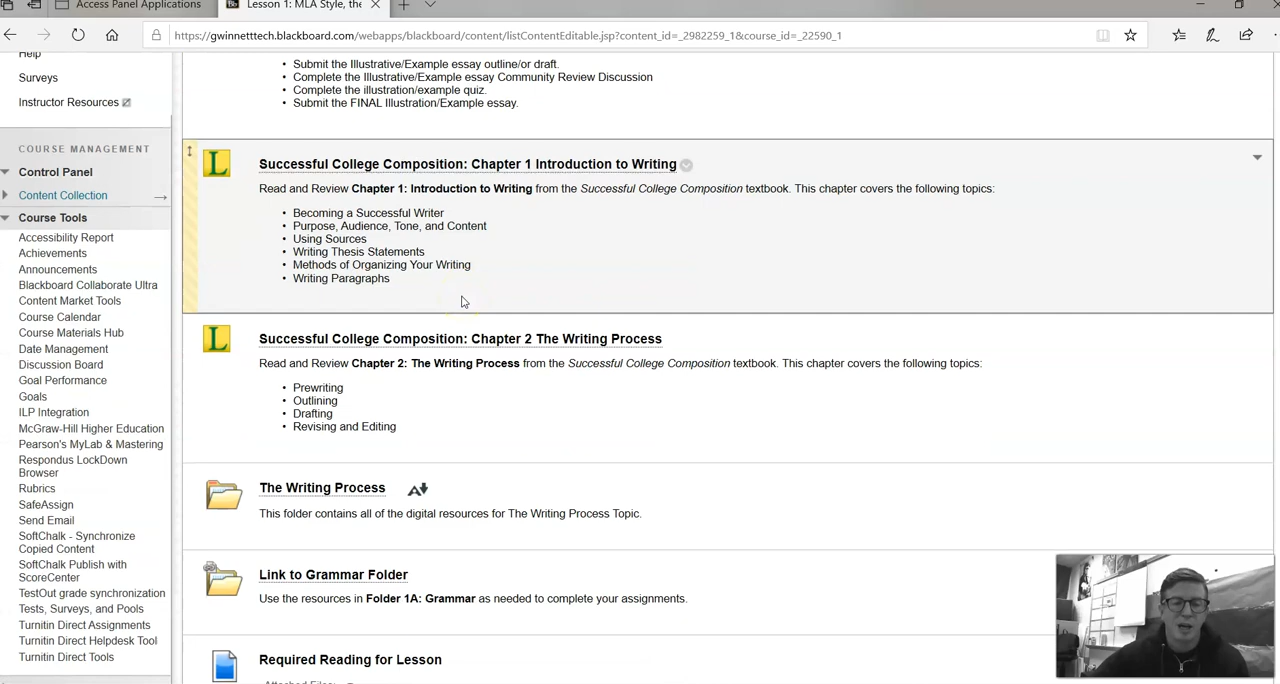 Access Panel Applications
Lesson 1: MLA Style, the
https://gwinnetttech.blackboard.com/webapps/blackboard/content/listContentEditable.jsp?content_id=_2982259_1&course_id=_22590_1
Help
Surveys
Instructor Resources
COURSE MANAGEMENT
Control Panel
Content Collection
Course Tools
Accessibility Report
Achievements
Announcements
Blackboard Collaborate Ultra
Content Market Tools
Course Calendar
Course Materials Hub
Date Management
Discussion Board
Goal Performance
Goals
ILP Integration
McGraw-Hill Higher Education
Pearson's MyLab & Mastering
Respondus LockDown
Browser
Rubrics
SafeAssign
Send Email
SoftChalk - Synchronize
Copied Content
SoftChalk Publish with
ScoreCenter
TestOut grade synchronization
Tests, Surveys, and Pools
Turnitin Direct Assignments
Turnitin Direct Helpdesk Tool
Turnitin Direct Tools
• Submit the Illustrative/Example essay outline/or draft.
• Complete the Illustrative/Example essay Community Review Discussion
• Complete the illustration/example quiz.
• Submit the FINAL Illustration/Example essay.
L
Successful College Composition: Chapter 1 Introduction to Writing
Read and Review Chapter 1: Introduction to Writing from the Successful College Composition textbook. This chapter covers the following topics:
• Becoming a Successful Writer
• Purpose, Audience, Tone, and Content
• Using Sources
• Writing Thesis Statements
• Methods of Organizing Your Writing
• Writing Paragraphs
L
Successful College Composition: Chapter 2 The Writing Process
Read and Review Chapter 2: The Writing Process from the Successful College Composition textbook. This chapter covers the following topics:
• Prewriting
• Outlining
• Drafting
• Revising and Editing
The Writing Process
This folder contains all of the digital resources for The Writing Process Topic.
Link to Grammar Folder
Use the resources in Folder 1A: Grammar as needed to complete your assignments.
Required Reading for Lesson
Attached Files: